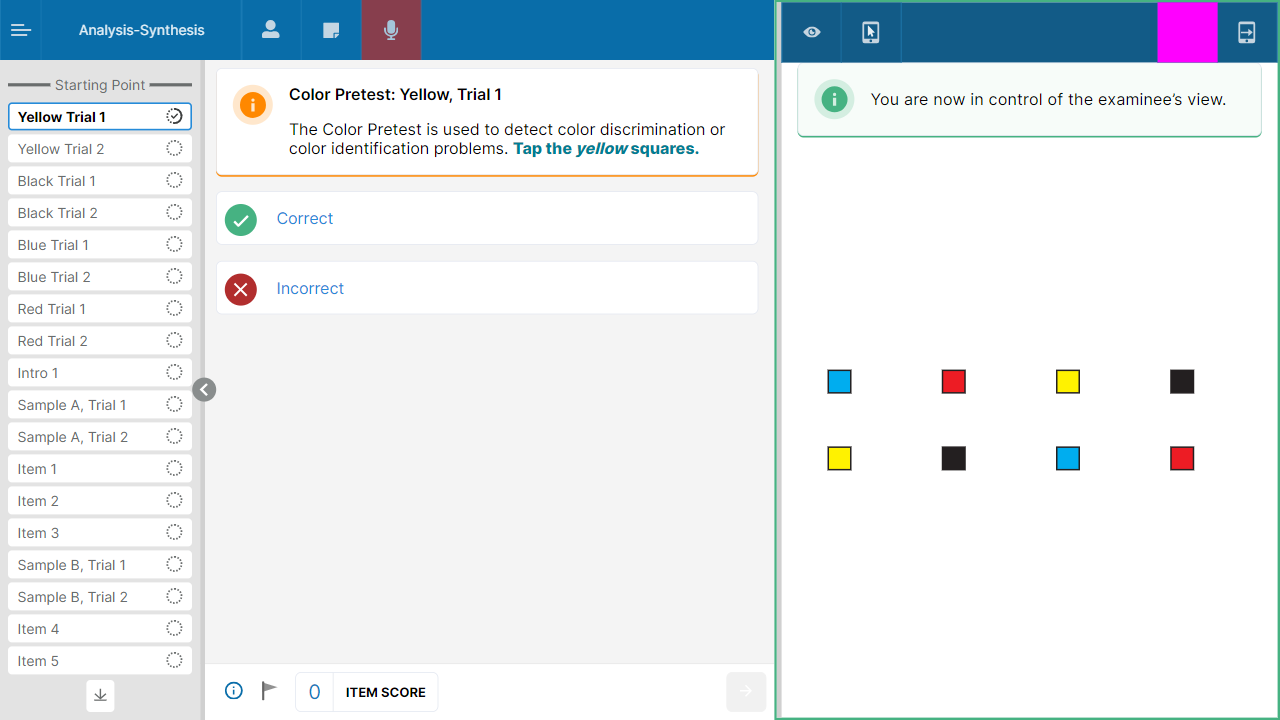 Analysis-Synthesis
Starting Point
Yellow Trial 1
Yellow Trial 2
Black Trial 1
Black Trial 2
Blue Trial 1
Blue Trial 2
Red Trial 1
Red Trial 2
Intro 1
Sample A, Trial 1
Sample A, Trial 2
Item 1
Item 2
Item 3
Sample B, Trial 1
Sample B, Trial 2
Item 4
Item 5
Color Pretest: Yellow, Trial 1
The Color Pretest is used to detect color discrimination or
color identification problems. Tap the yellow squares.
Correct
Incorrect
0 ITEM SCORE
You are now in control of the examinee's view.